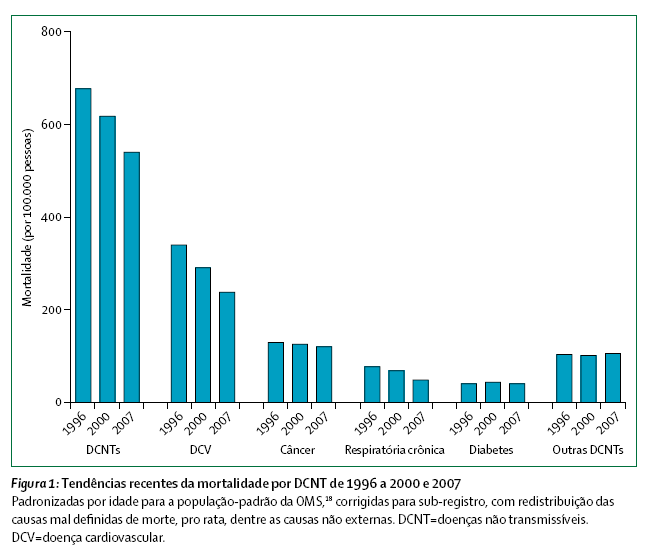 800
600
400
200
0
Mortalidade (por 100.000 pessoas)
1996 2000 2007 1996 2000 2007 1996 2000 2007 1996 2000 2007 1996 2000 2007 1996 2000 2007
DCNTs DCV Câncer Respiratória crônica Diabetes Outras DCNTs
Figura 1: Tendências recentes da mortalidade por DCNT de 1996 a 2000 e 2007
Padronizadas por idade para a população-padrão da OMS,¹⁸ corrigidas para sub-registro, com redistribuição das
causas mal definidas de morte, pro rata, dentre as causas não externas. DCNT=doenças não transmissíveis.
DCV=doença cardiovascular.